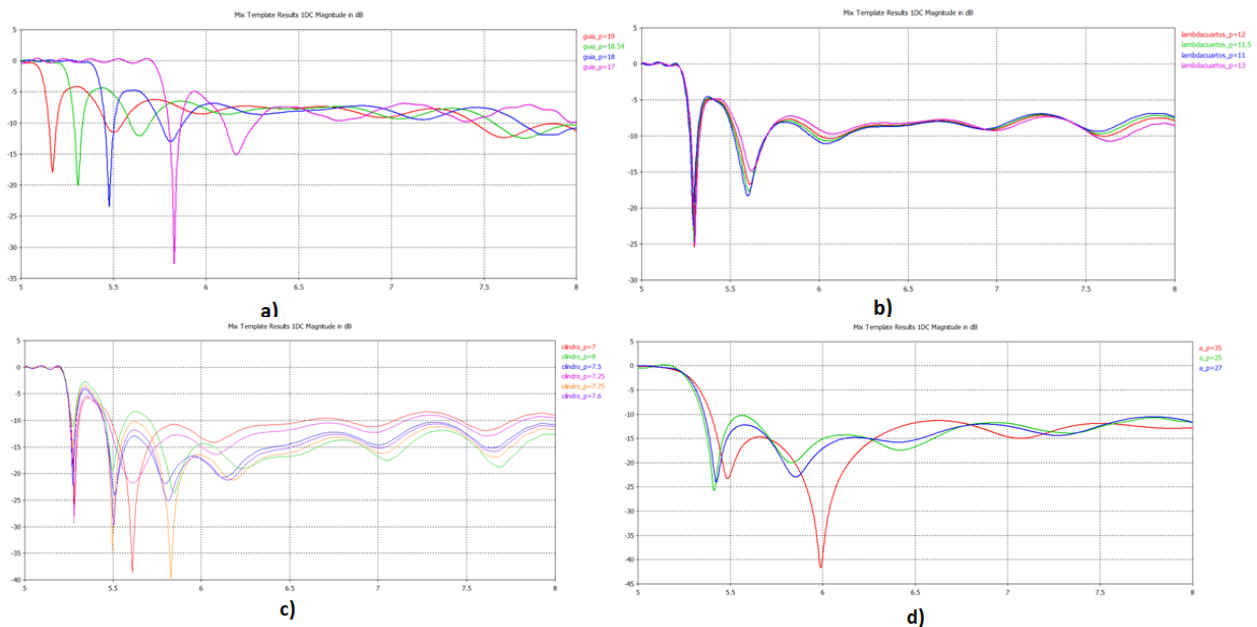 Mix Template Results 1DC Magnitude in dB
5
0
-5
-10
-15
-20
-25
-30
-35
5
5.5
6
6.5
7
7.5
8
guia_p=19
guia_p=18.54
guia_p=18
guia_p=17
a)
Mix Template Results 1DC Magnitude in dB
5
0
-5
-10
-15
-20
-25
-30
5
5.5
6
6.5
7
7.5
8
lambdacuartos_p=12
lambdacuartos_p=11.5
lambdacuartos_p=11
lambdacuartos_p=13
b)
Mix Template Results 1DC Magnitude in dB
5
0
-5
-10
-15
-20
-25
-30
-35
-40
5
5.5
6
6.5
7
7.5
8
cilindro_p=7
cilindro_p=8
cilindro_p=7.5
cilindro_p=7.25
cilindro_p=7.75
cilindro_p=7.6
c)
Mix Template Results 1DC Magnitude in dB
5
0
-5
-10
-15
-20
-25
-30
-35
-40
-45
5
5.5
6
6.5
7
7.5
8
a_p=35
a_p=25
a_p=27
d)